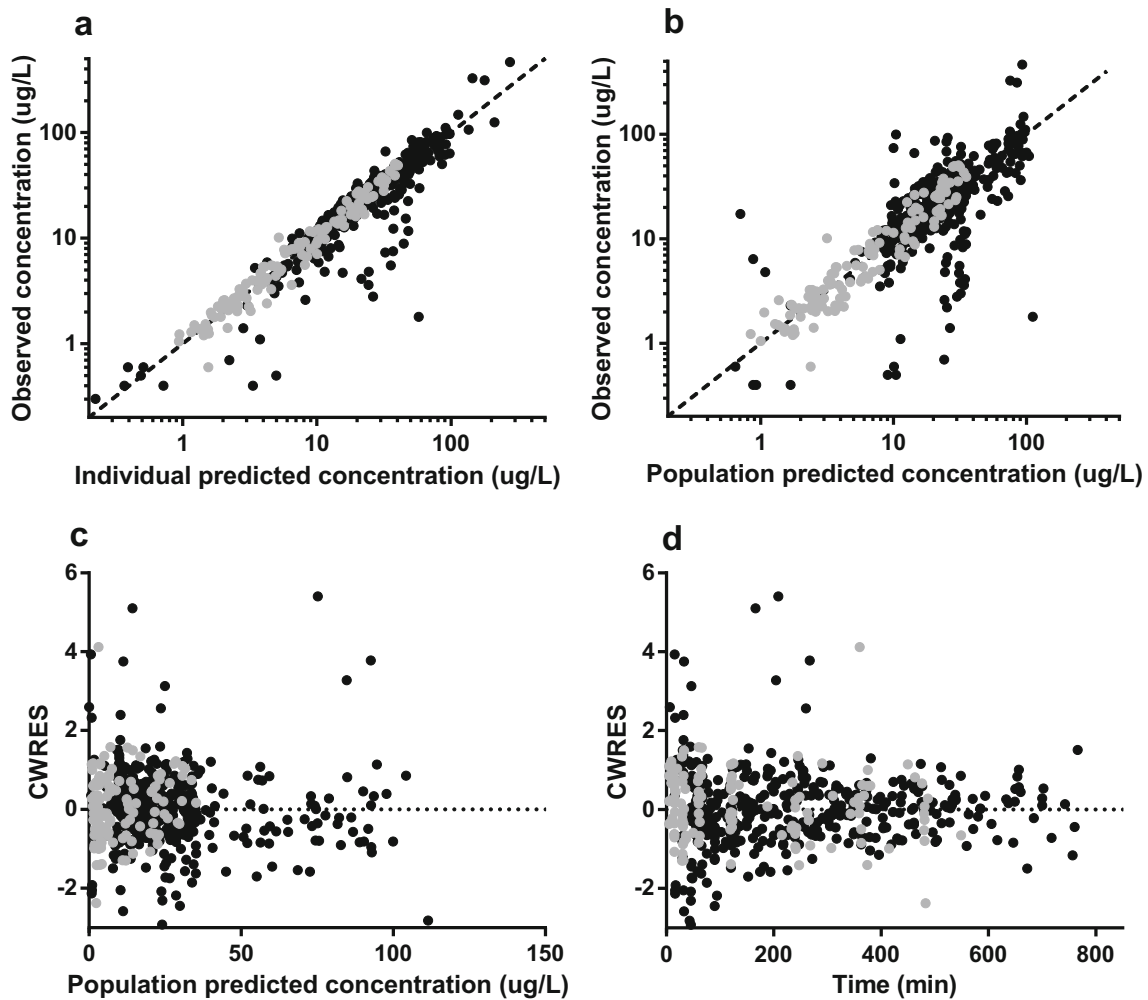 a
b
Observed concentration (ug/L)
100
10
1
1
10
100
Individual predicted concentration (ug/L)
Observed concentration (ug/L)
100
10
1
1
10
100
Population predicted concentration (ug/L)
c
d
CWRES
6
4
2
0
-2
0
50
100
150
Population predicted concentration (ug/L)
CWRES
6
4
2
0
-2
0
200
400
600
800
Time (min)